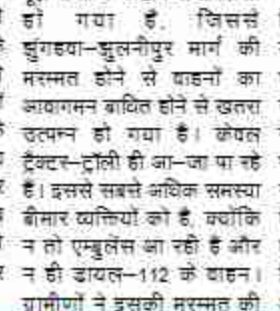 हो गया है, जिससे
झुंगहवा–झुलनीपुर मार्ग की
मरम्मत होने से वाहनों का
आवागमन बाधित होने से खतरा
उत्पन्न हो गया है। केवल
ट्रैक्टर–ट्रॉली ही आ–जा पा रहे
हैं। इससे सबसे अधिक समस्या
बीमार व्यक्तियों को है, क्योंकि
न तो एम्बुलेंस आ रही है और
न ही डायल–112 के वाहन।
ग्रामीणों ने इसकी मरम्मत की